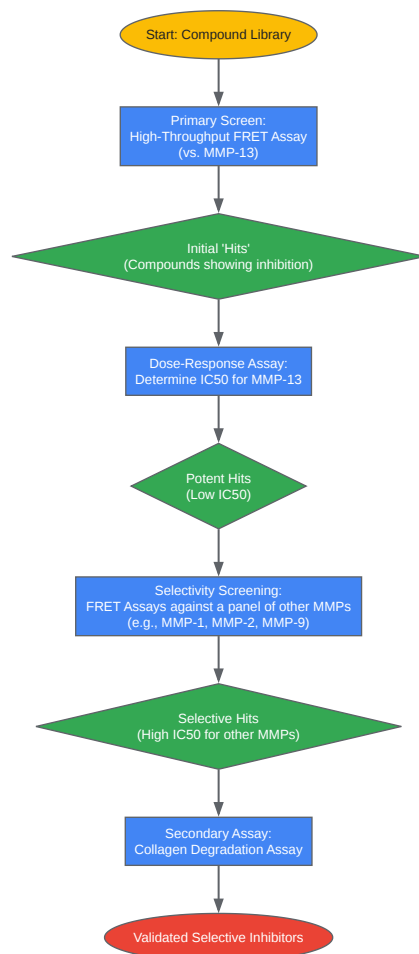 Start: Compound Library
Primary Screen:
High-Throughput FRET Assay
(vs. MMP-13)
Initial 'Hits'
(Compounds showing inhibition)
Dose-Response Assay:
Determine IC50 for MMP-13
Potent Hits
(Low IC50)
Selectivity Screening:
FRET Assays against a panel of other MMPs
(e.g., MMP-1, MMP-2, MMP-9)
Selective Hits
(High IC50 for other MMPs)
Secondary Assay:
Collagen Degradation Assay
Validated Selective Inhibitors